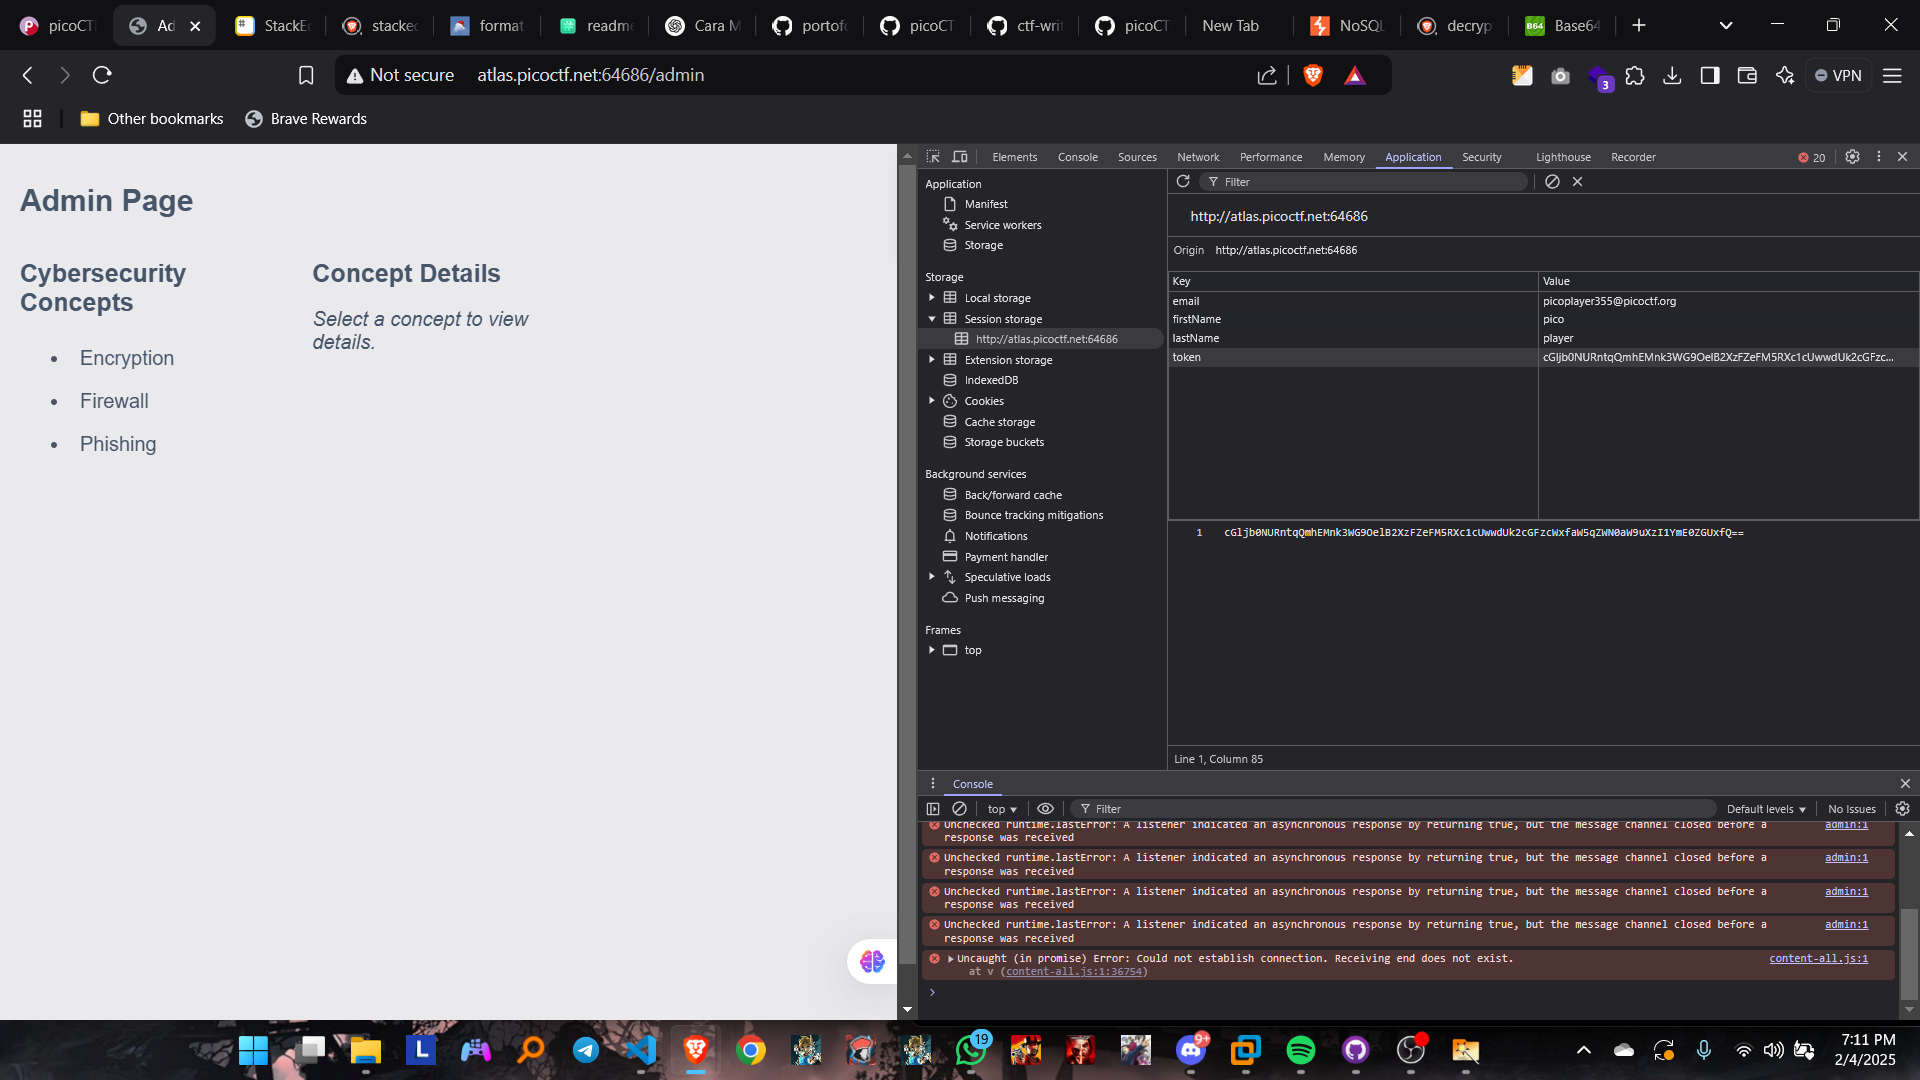 picoCT
Ad
StackE
stacked
format
readme
Cara M
portofo
picoCT
ctf-writ
picoCT
New Tab
NoSQL
decryp
Base64
Not secure atlas.picoctf.net:64686/admin
3
VPN
Other bookmarks
Brave Rewards
Admin Page
Cybersecurity
Concepts
Encryption
Firewall
Phishing
Concept Details
Select a concept to view
details.
Elements Console Sources Network Performance Memory Application Security Lighthouse Recorder 20
Application
Manifest
Service workers
Storage
Storage
Local storage
Session storage
http://atlas.picoctf.net:64686
Extension storage
IndexedDB
Cookies
Cache storage
Storage buckets
Background services
Back/forward cache
Bounce tracking mitigations
Notifications
Payment handler
Speculative loads
Push messaging
Frames
top
Filter
http://atlas.picoctf.net:64686
Origin http://atlas.picoctf.net:64686
Key Value
email picoplayer355@picoctf.org
firstName pico
lastName player
token cGljb0NURntqQmhEMnk3WG9OelB2XzFZeFM5RXc1cUwwdUk2cGFzc...
1 cGljb0NURntqQmhEMnk3WG9OelB2XzFZeFM5RXc1cUwwdUk2cGFzcWxfaW5qZWN0aW9uXzI1YmE0ZGUxfQ==
Line 1, Column 85
Console
top Filter Default levels No Issues
Unchecked runtime.lastError: A listener indicated an asynchronous response by returning true, but the message channel closed before a admin:1
response was received
Unchecked runtime.lastError: A listener indicated an asynchronous response by returning true, but the message channel closed before a admin:1
response was received
Unchecked runtime.lastError: A listener indicated an asynchronous response by returning true, but the message channel closed before a admin:1
response was received
Unchecked runtime.lastError: A listener indicated an asynchronous response by returning true, but the message channel closed before a admin:1
response was received
Uncaught (in promise) Error: Could not establish connection. Receiving end does not exist. content-all.js:1
at v (content-all.js:1:36754)
L
19
9+
7:11 PM
2/4/2025